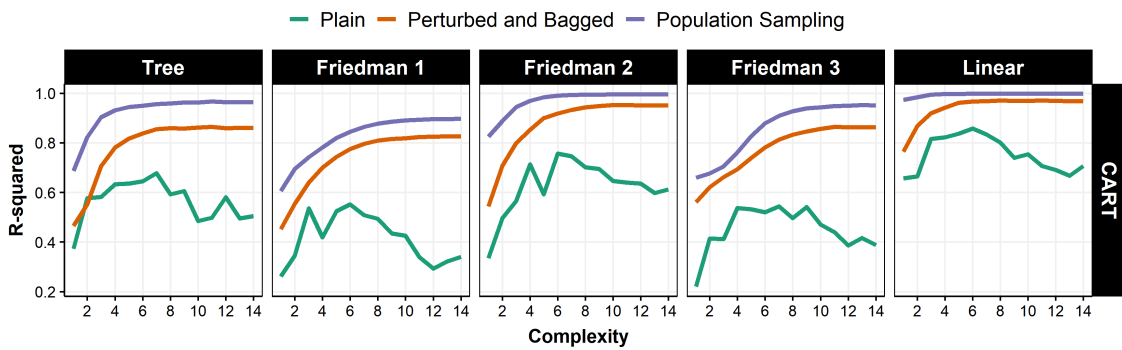 Plain Perturbed and Bagged Population Sampling
Tree Friedman 1 Friedman 2 Friedman 3 Linear
R-squared
1.0
0.8
0.6
0.4
0.2
CART
2 4 6 8 10 12 14 2 4 6 8 10 12 14 2 4 6 8 10 12 14 2 4 6 8 10 12 14 2 4 6 8 10 12 14
Complexity